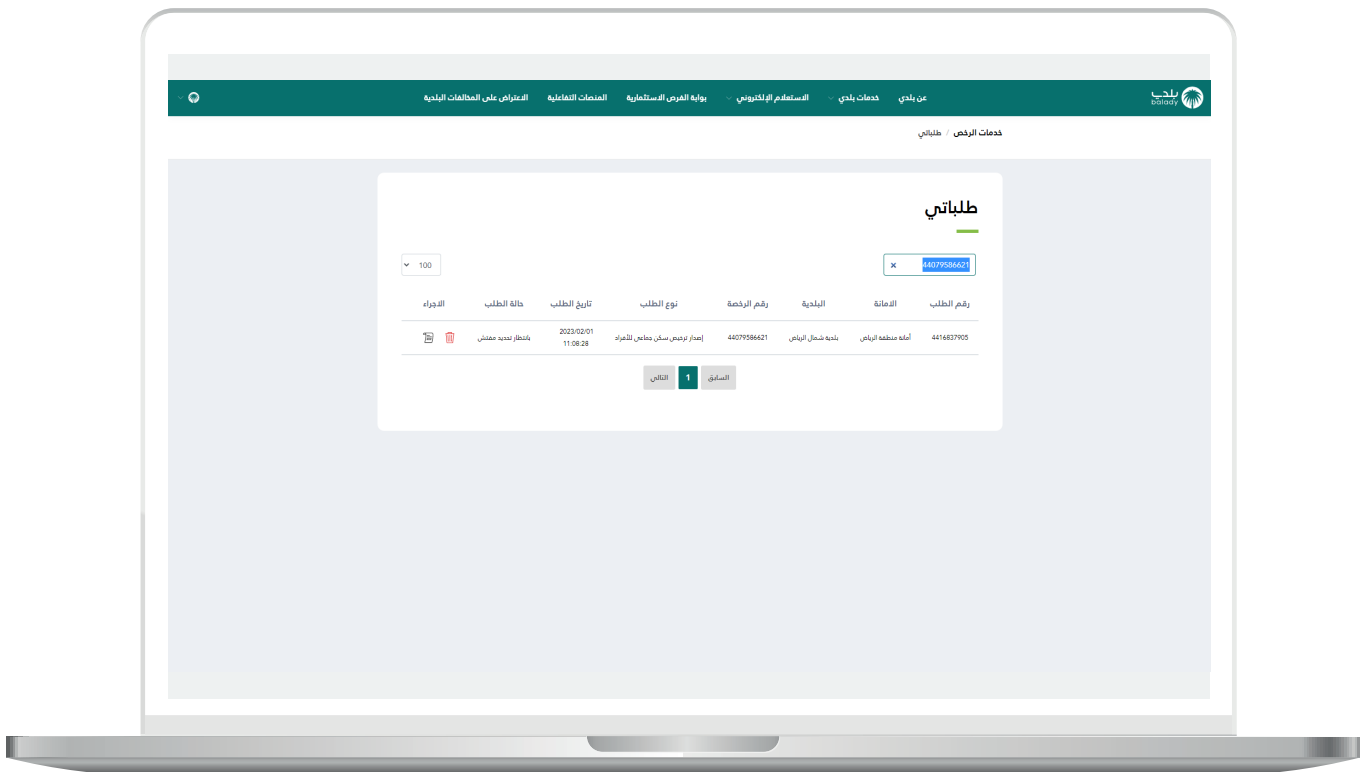 بلدي
balady
عن بلدي
خدمات بلدي
الاستعلام الإلكتروني
بوابة الفرص الاستثمارية
المنصات التفاعلية
الاعتراض على المخالفات البلدية
خدمات الرخص / طلباتي
طلباتي
44079586621 ×
100
رقم الطلب الامانة البلدية رقم الرخصة نوع الطلب تاريخ الطلب حالة الطلب الاجراء
4416837905 أمانة منطقة الرياض بلدية شمال الرياض 44079586621 إصدار ترخيص سكن جماعي للأفراد 2023/02/01 بانتظار تحديد مفتش
11:08:28
السابق 1 التالي